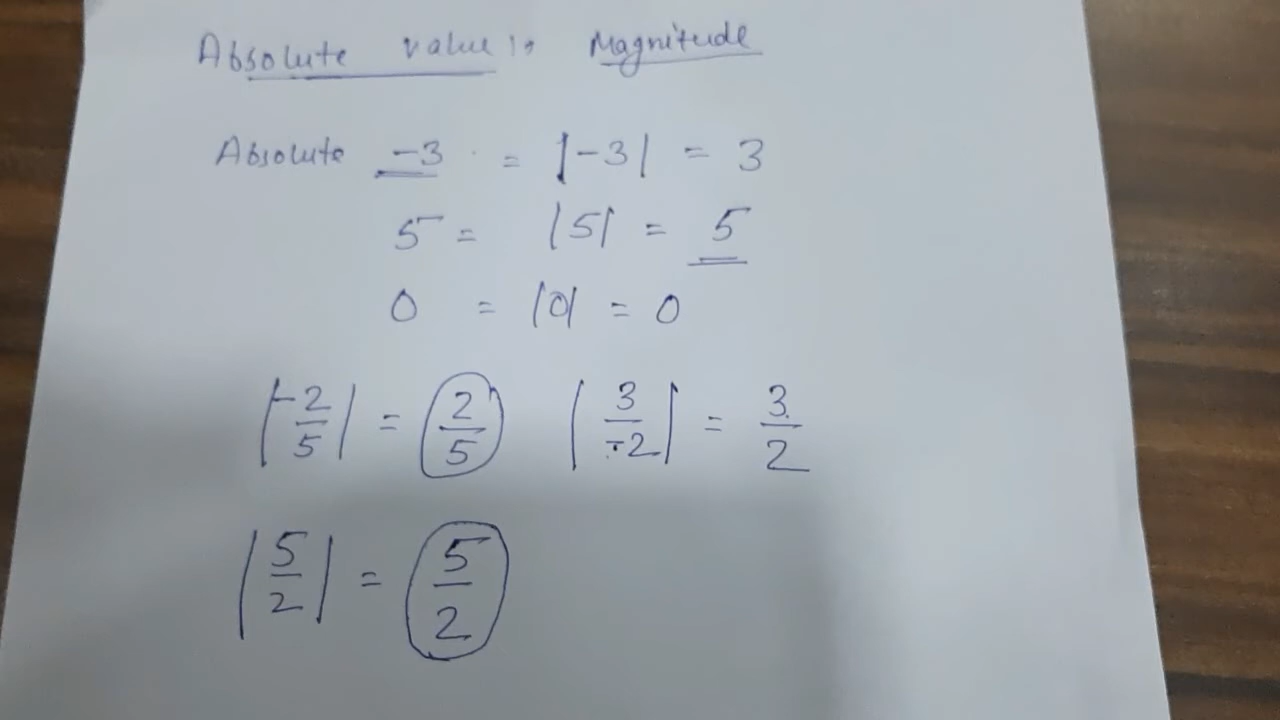 Absolute value is Magnitude
Absolute -3 = |-3| = 3
5 = |5| = 5
0 = |0| = 0
|-2/5| = 2/5 |3/-2| = 3/2
|5/2| = 5/2